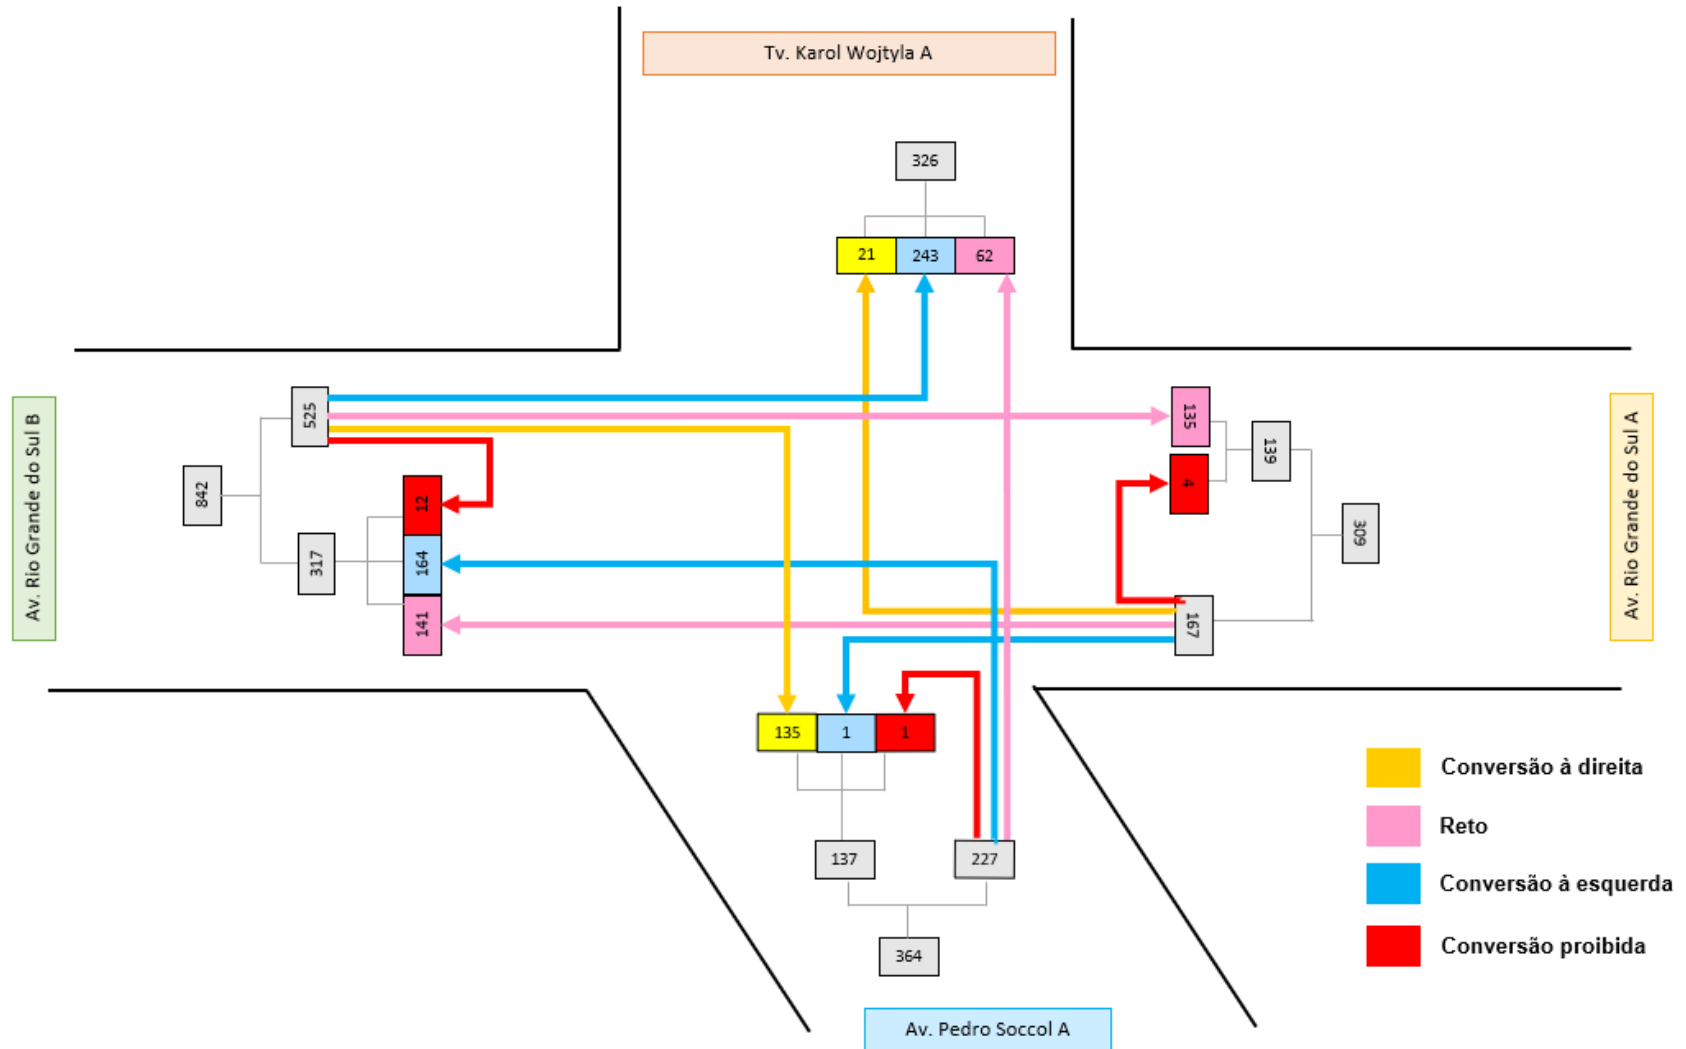 Tv. Karol Wojtyla A
326
21 243 62
Av. Rio Grande do Sul B
842
525
317
12
164
141
135
4
139
309
167
Av. Rio Grande do Sul A
135 1 1
137
227
364
Av. Pedro Soccol A
Conversão à direita
Reto
Conversão à esquerda
Conversão proibida